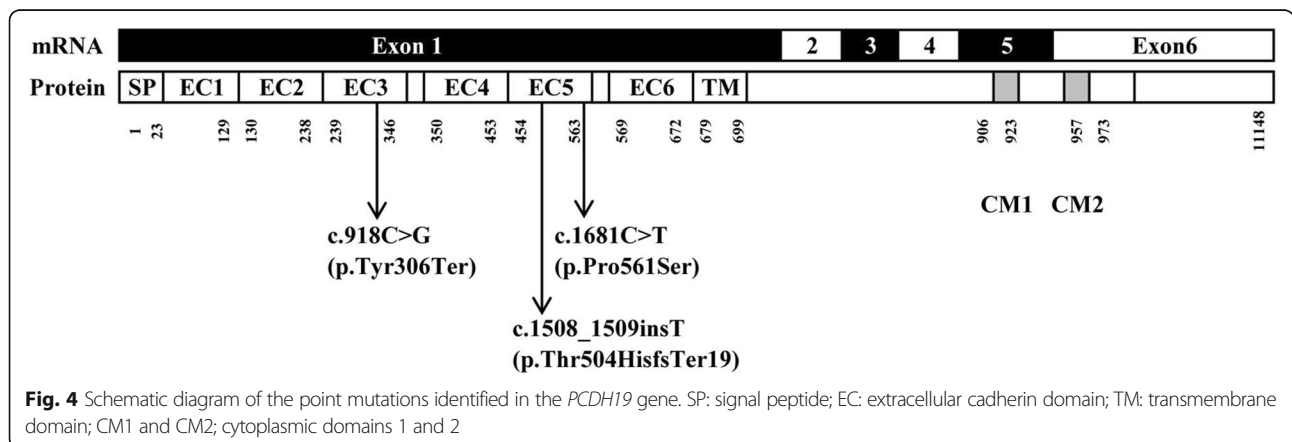 mRNA Exon 1 2 3 4 5 Exon6
Protein SP EC1 EC2 EC3 EC4 EC5 EC6 TM
1 23 129 130 238 239 346 350 453 454 563 569 672 679 699 906 923 957 973 11148
CM1 CM2
c.918C>G c.1681C>T
(p.Tyr306Ter) (p.Pro561Ser)
c.1508_1509insT
(p.Thr504HisfsTer19)
Fig. 4 Schematic diagram of the point mutations identified in the PCDH19 gene. SP: signal peptide; EC: extracellular cadherin domain; TM: transmembrane
domain; CM1 and CM2; cytoplasmic domains 1 and 2